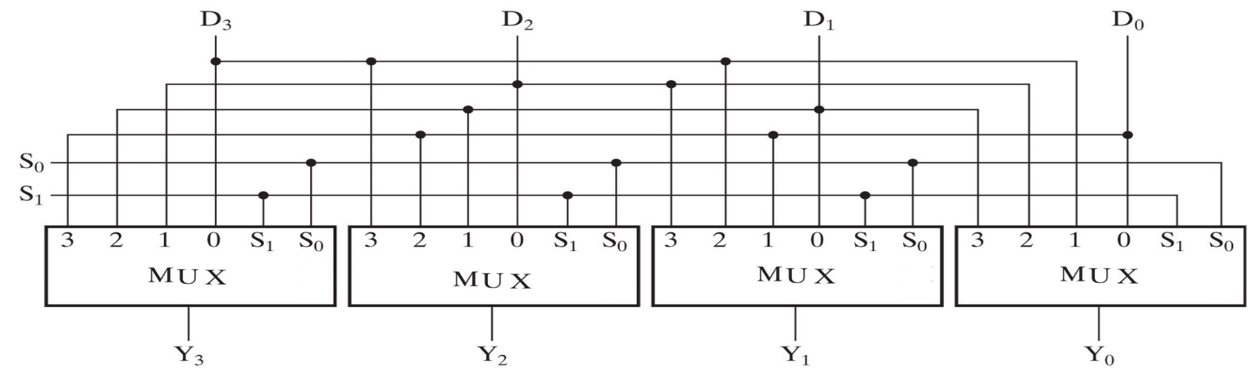 D₃ D₂ D₁ D₀
S₀
S₁
3 2 1 0 S₁ S₀ 3 2 1 0 S₁ S₀ 3 2 1 0 S₁ S₀ 3 2 1 0 S₁ S₀
MUX MUX MUX MUX
Y₃ Y₂ Y₁ Y₀